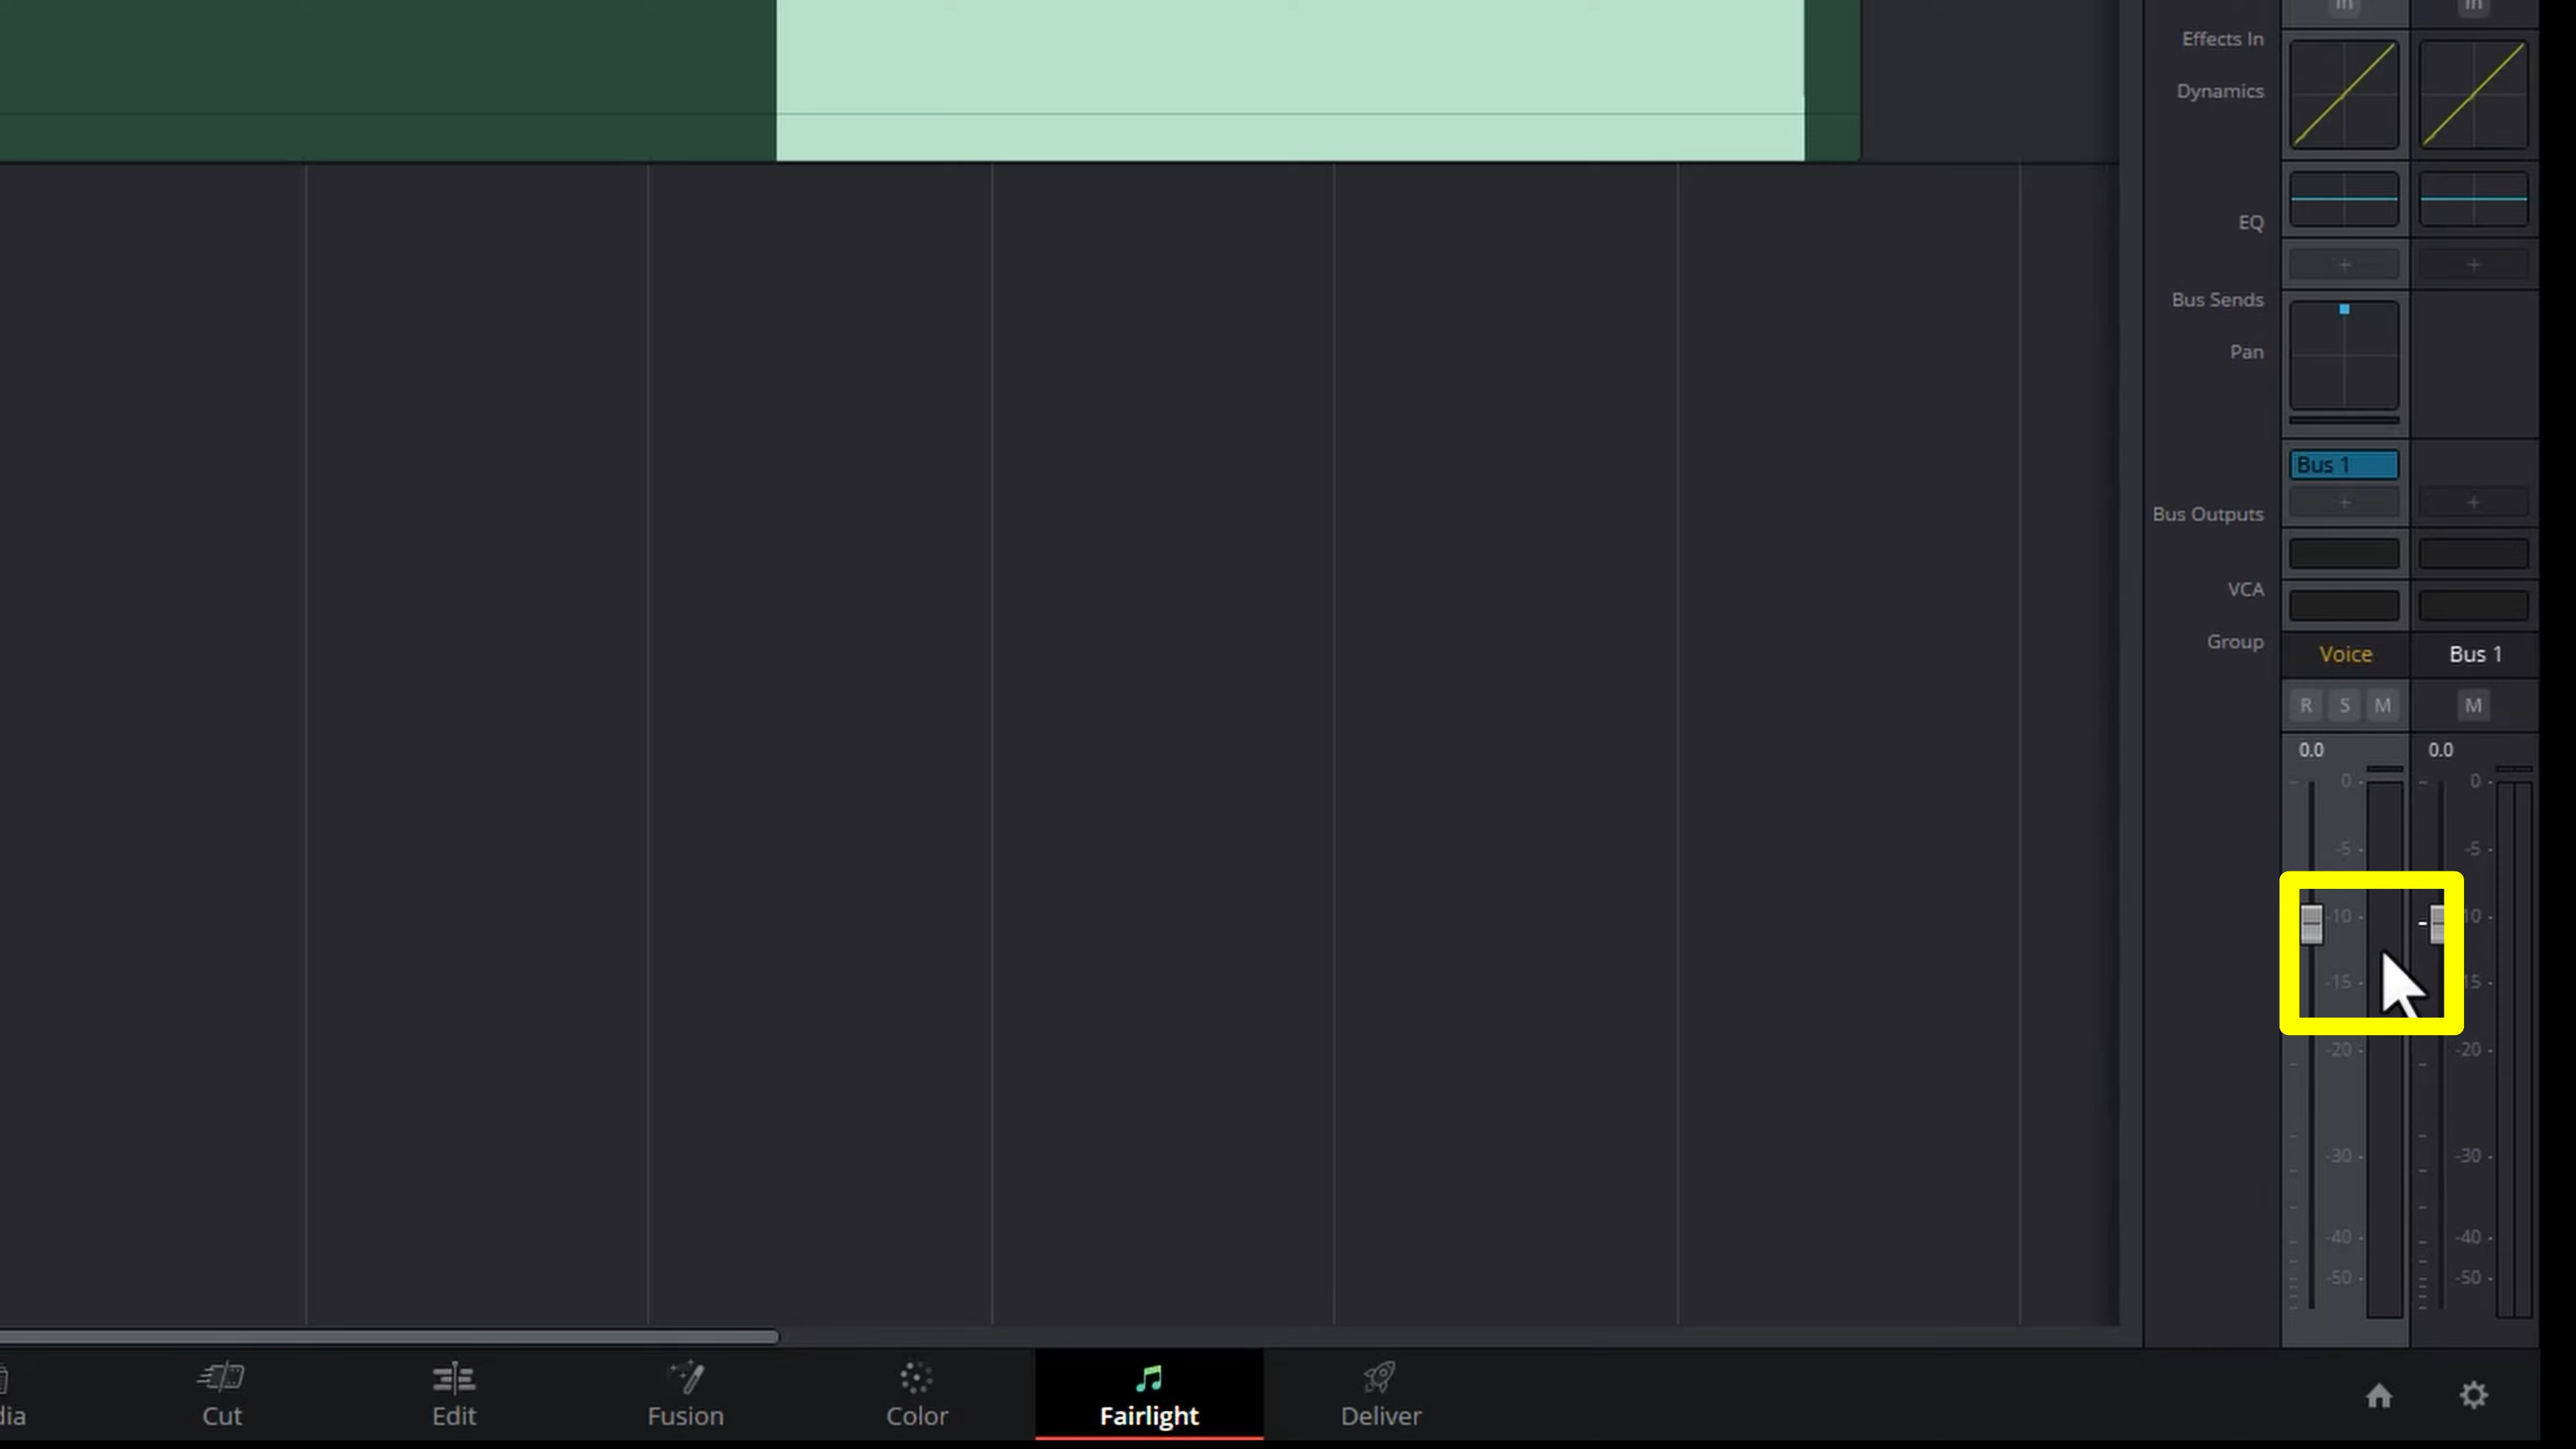 Effects In
Dynamics
EQ
Bus Sends
Pan
Bus 1
Bus Outputs
VCA
Group
Voice
Bus 1
R S M
M
0.0
0.0
0
0
-5
-5
-10
10
-15
15
-20
-20
-30
-30
-40
-40
-50
-50
dia
Cut
Edit
Fusion
Color
Fairlight
Deliver